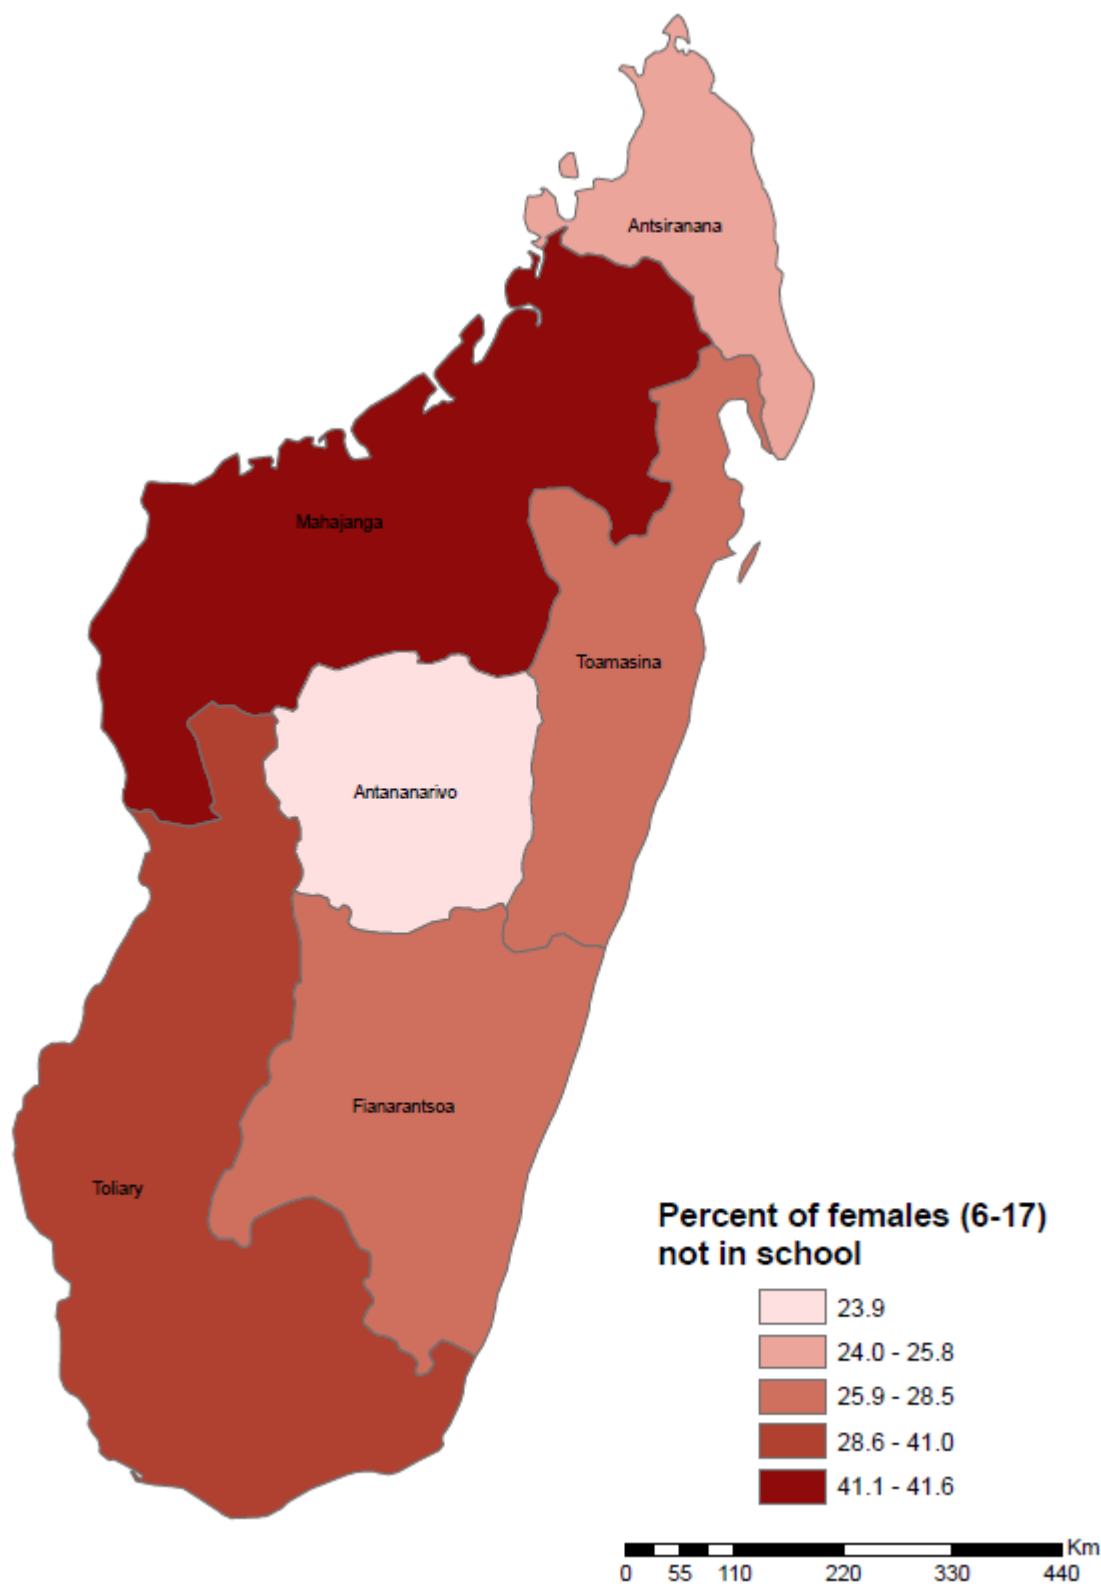 Antsiranana
Mahajanga
Toamasina
Antananarivo
Fianarantsoa
Toliary
Percent of females (6-17)
not in school
23.9
24.0 - 25.8
25.9 - 28.5
28.6 - 41.0
41.1 - 41.6
Km
0 55 110 220 330 440